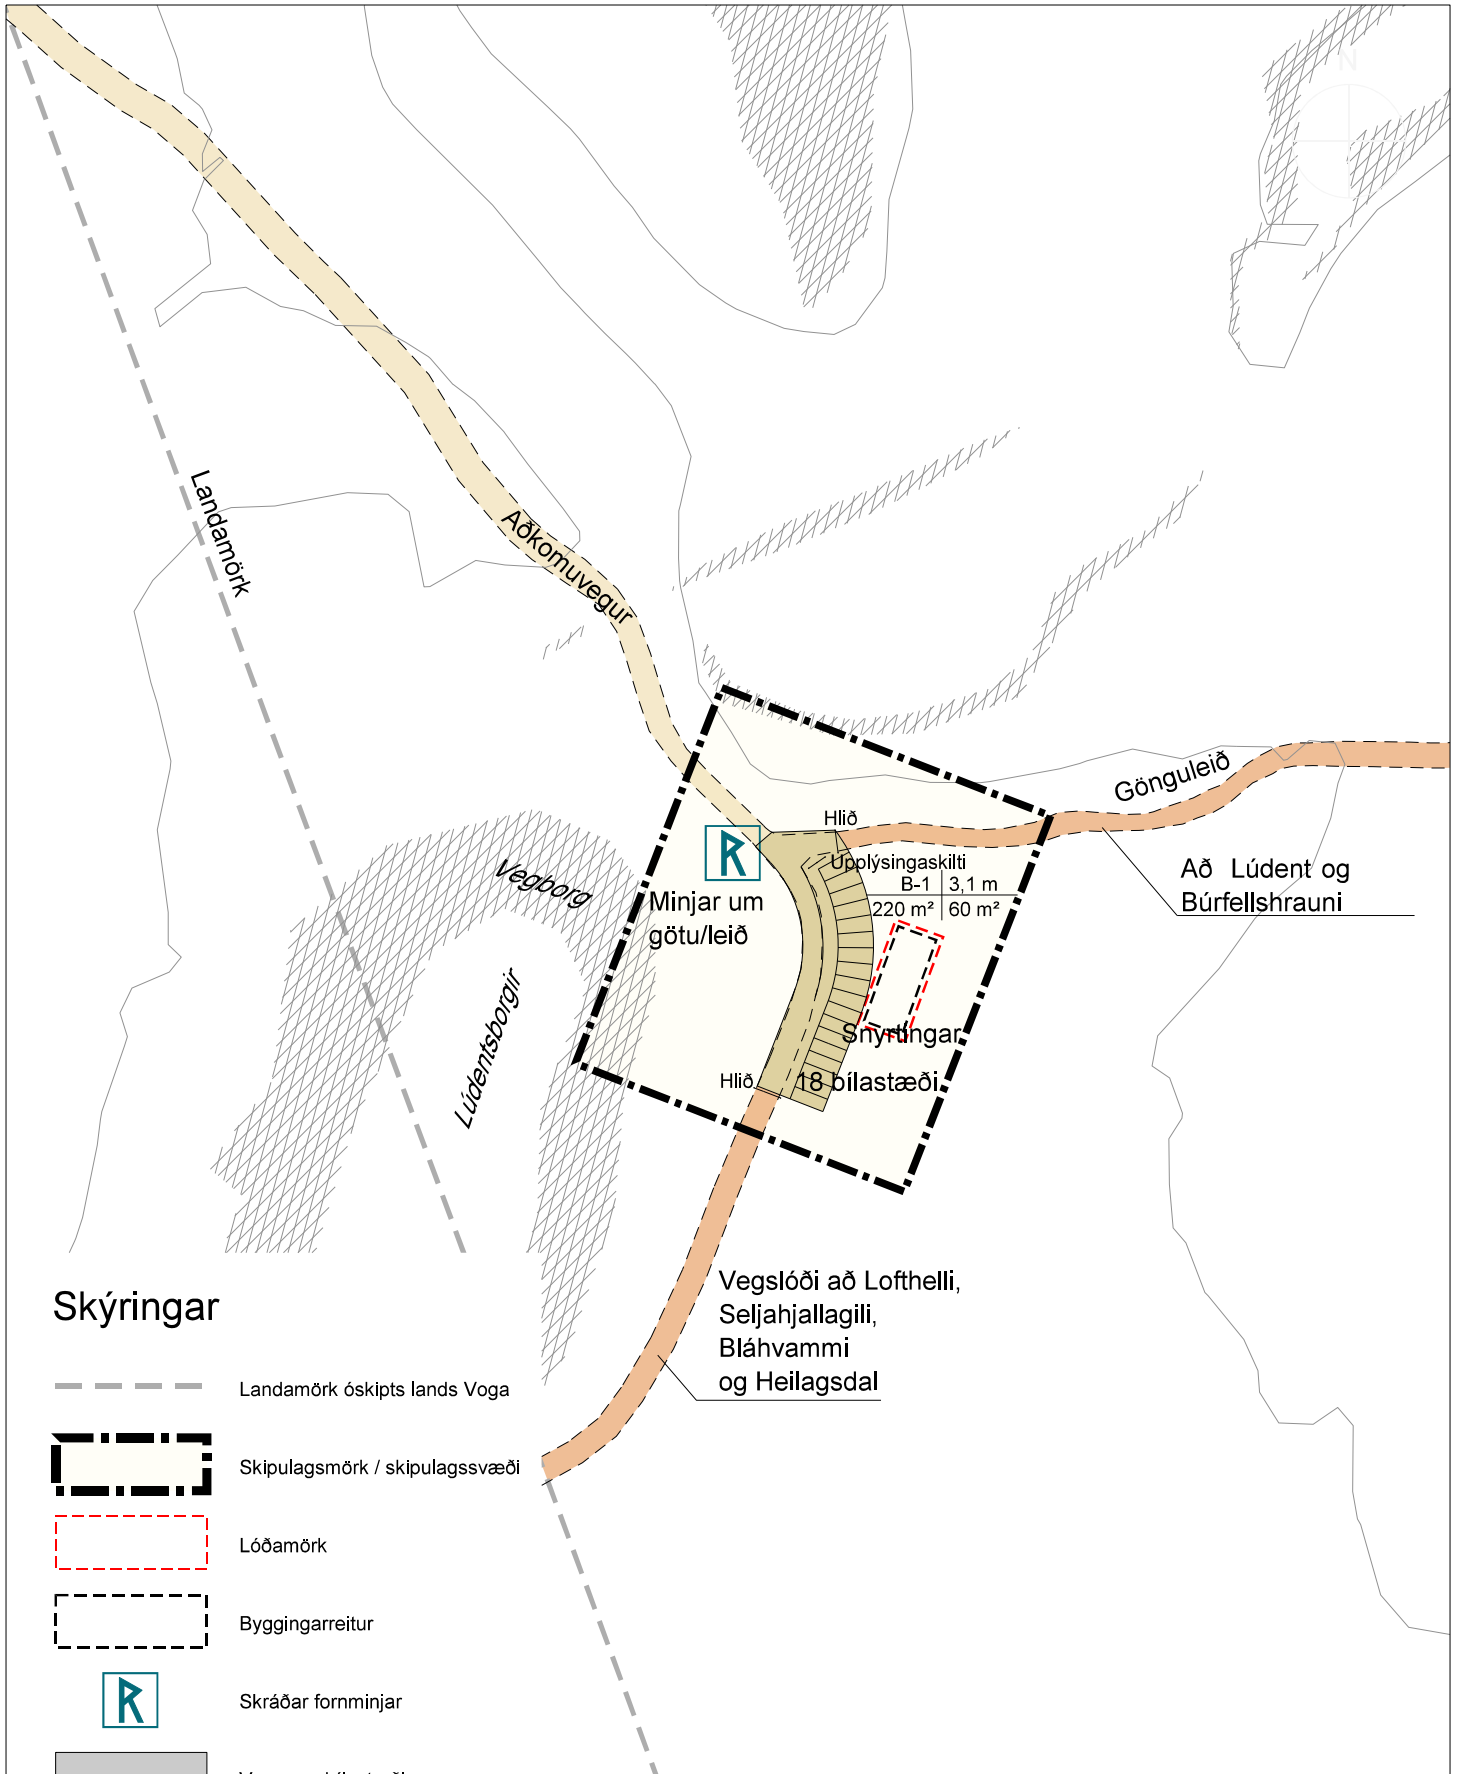 N
Landamörk
Aðkomuvegur
Gönguleið
Hlið
Upplýsingaskilti
B-1 3,1 m
220 m² 60 m²
Að Lúdent og
Búrfellshrauni
Vegborg
Minjar um
götu/leið
Lúdentsborgir
Snyrtingar
Hlið
18 bílastæði
Vegslóði að Lofthelli,
Seljahjallagili,
Bláhvammi
og Heilagsdal
Skýringar
Landamörk óskipts lands Voga
Skipulagsmörk / skipulagssvæði
Lóðamörk
Byggingarreitur
Skráðar fornminjar